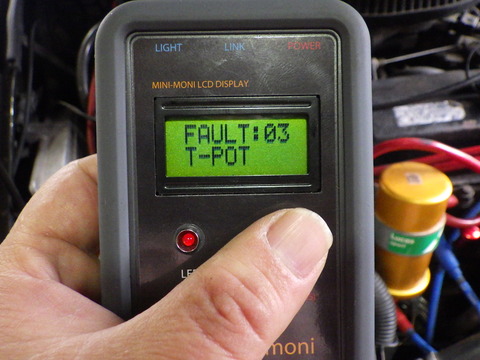 LIGHT LINK POWER
MINI-MONI LCD DISPLAY
FAULT:03
T-POT
Lucas
moni